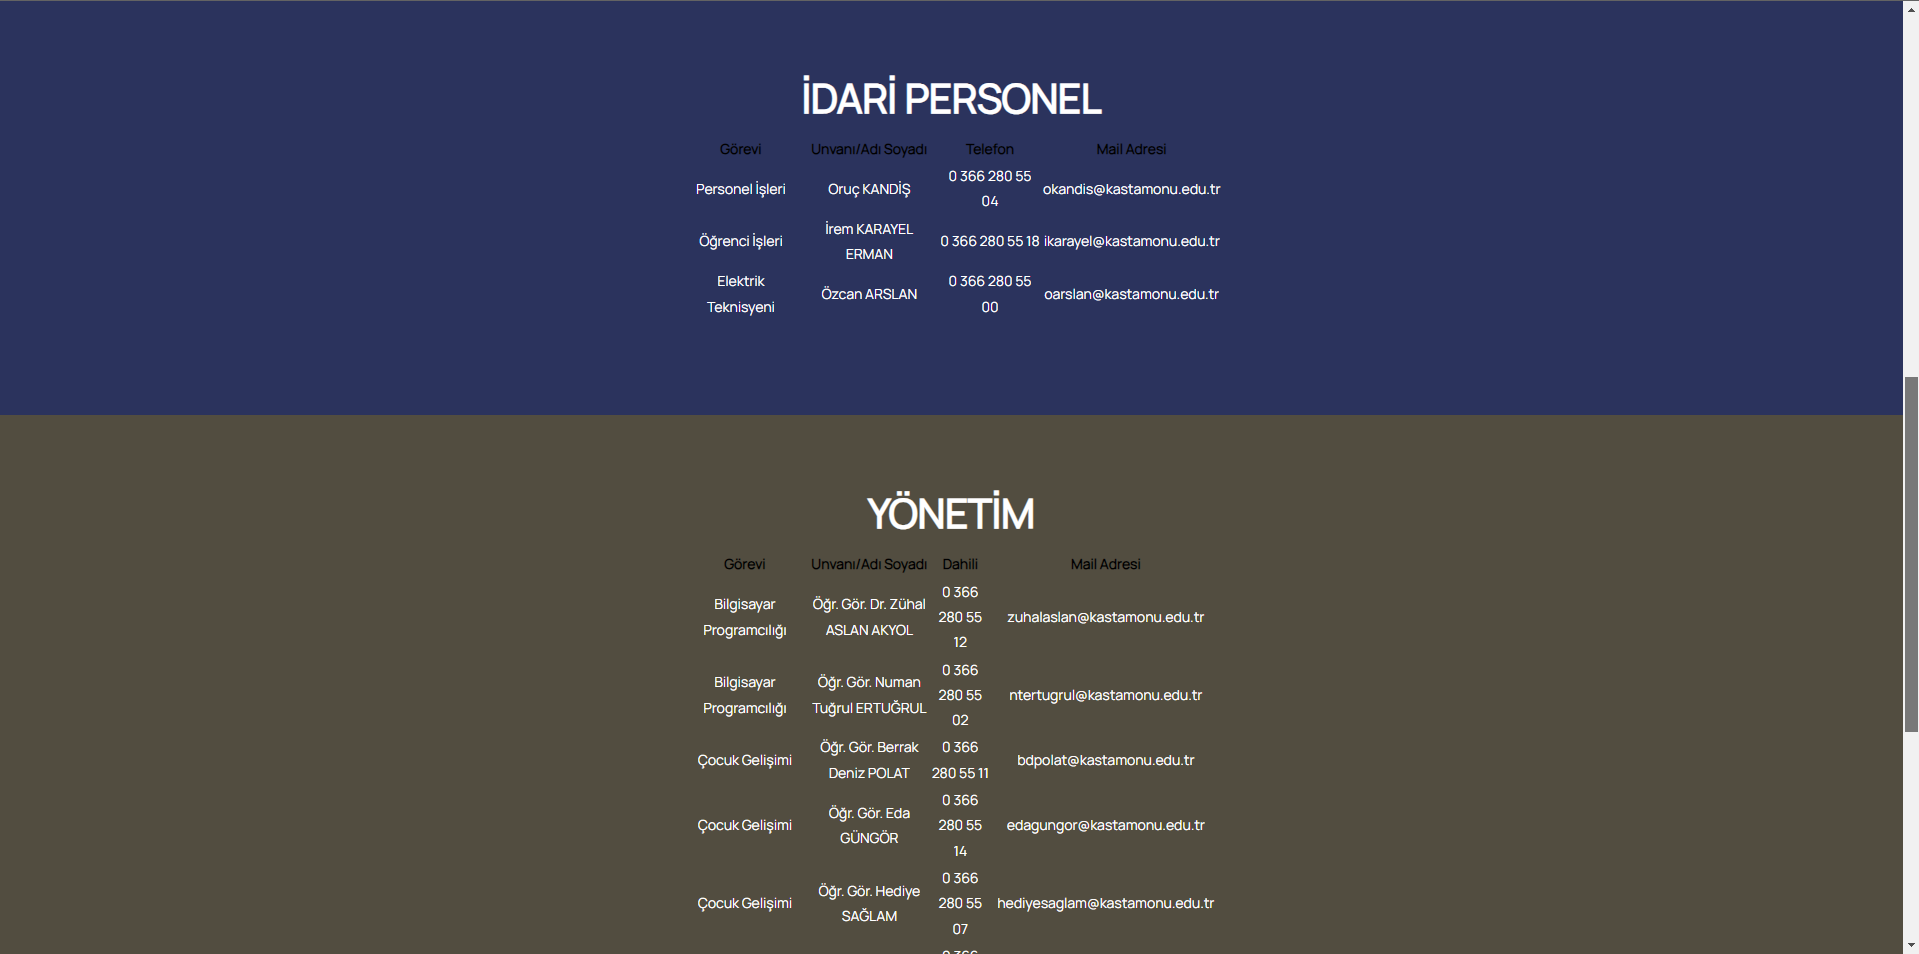 İDARİ PERSONEL
Görevi Unvanı/Adı Soyadı Telefon Mail Adresi
Personel İşleri Oruç KANDİŞ 0 366 280 55 04 okandis@kastamonu.edu.tr
Öğrenci İşleri İrem KARAYEL ERMAN 0 366 280 55 18 ikarayel@kastamonu.edu.tr
Elektrik Teknisyeni Özcan ARSLAN 0 366 280 55 00 oarslan@kastamonu.edu.tr
YÖNETİM
Görevi Unvanı/Adı Soyadı Dahili Mail Adresi
Bilgisayar Programcılığı Öğr. Gör. Dr. Zühal ASLAN AKYOL 0 366 280 55 12 zuhalaslan@kastamonu.edu.tr
Bilgisayar Programcılığı Öğr. Gör. Numan Tuğrul ERTUĞRUL 0 366 280 55 02 ntertugrul@kastamonu.edu.tr
Çocuk Gelişimi Öğr. Gör. Berrak Deniz POLAT 0 366 280 55 11 bdpolat@kastamonu.edu.tr
Çocuk Gelişimi Öğr. Gör. Eda GÜNGÖR 0 366 280 55 14 edagungor@kastamonu.edu.tr
Çocuk Gelişimi Öğr. Gör. Hediye SAĞLAM 0 366 280 55 07 hediyesaglam@kastamonu.edu.tr